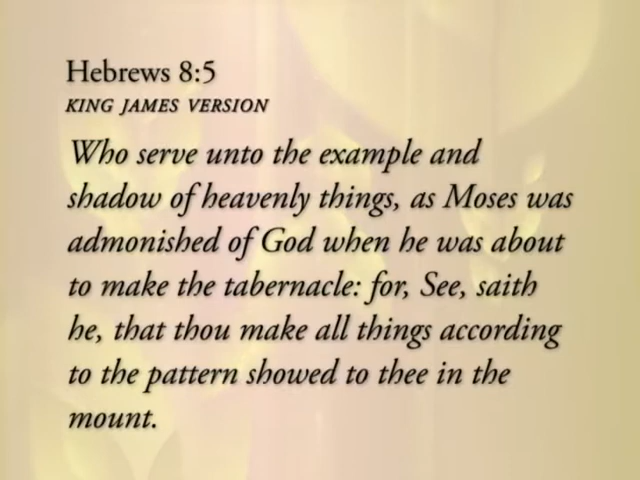 Hebrews 8:5
KING JAMES VERSION
Who serve unto the example and
shadow of heavenly things, as Moses was
admonished of God when he was about
to make the tabernacle: for, See, saith
he, that thou make all things according
to the pattern showed to thee in the
mount.